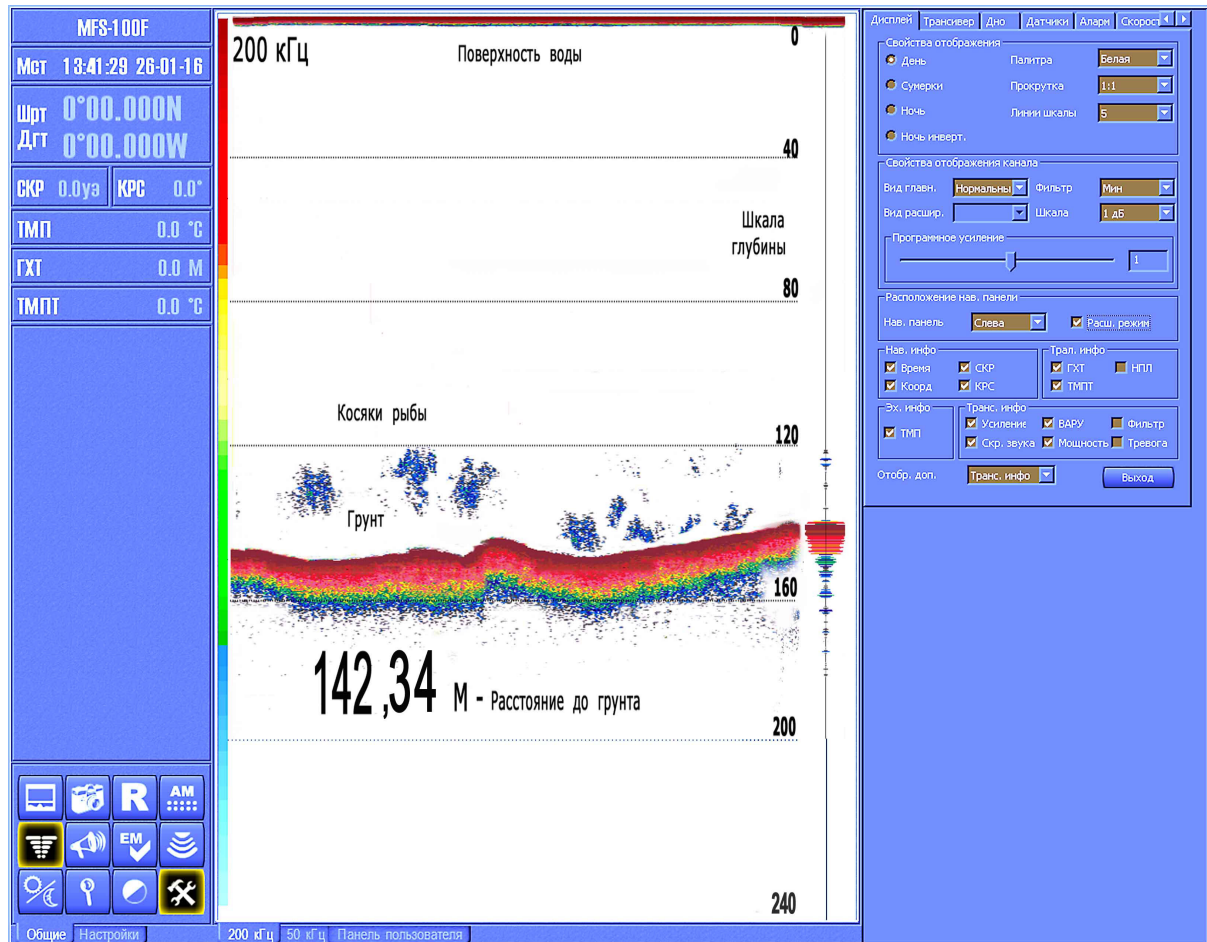 MFS-100F
Мст 13:41:29 26-01-16
Шрт 0°00.000N
Дгт 0°00.000W
СКР 0.0уз КРС 0.0°
ТМП 0.0 °C
ГХТ 0.0 М
ТМПТ 0.0 °C
R
AM
EM
Общие Настройки
200 кГц
Поверхность воды
0
40
Шкала
глубины
80
Косяки рыбы
120
Грунт
160
142,34 М - Расстояние до грунта
200
240
200 кГц 50 кГц Панель пользователя
Дисплей Трансивер Дно Датчики Аларм Скорост
Свойства отображения
День Палитра Белая
Сумерки Прокрутка 1:1
Ночь Линии шкалы 5
Ночь инверт.
Свойства отображения канала
Вид главн. Нормальны Фильтр Мин
Вид расшир. Шкала 1 дБ
Програмное усиление
1
Расположение нав. панели
Нав. панель Слева Расш. режим
Нав. инфо Трал. инфо
Время СКР ГХТ НПЛ
Коорд КРС ТМПТ
Эх. инфо Транс. инфо
ТМП Усиление ВАРУ Фильтр
Скр. звука Мощность Тревога
Отобр. доп. Транс. инфо Выход